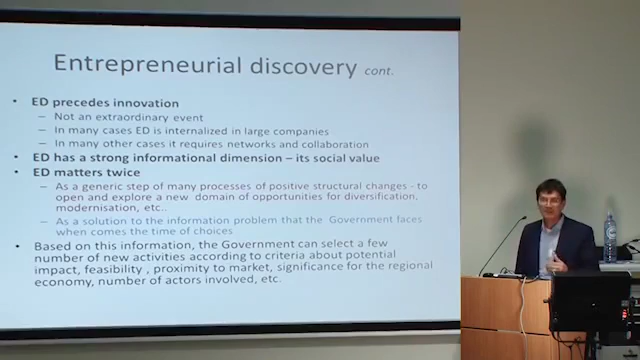 Entrepreneurial discovery cont.
• ED precedes innovation
– Not an extraordinary event
– In many cases ED is internalized in large companies
– In many other cases it requires networks and collaboration
• ED has a strong informational dimension – its social value
• ED matters twice
– As a generic step of many processes of positive structural changes - to
open and explore a new domain of opportunities for diversification,
modernisation, etc..
– As a solution to the information problem that the Government faces
when comes the time of choices
• Based on this information, the Government can select a few
number of new activities according to criteria about potential
impact, feasibility , proximity to market, significance for the regional
economy, number of actors involved, etc.